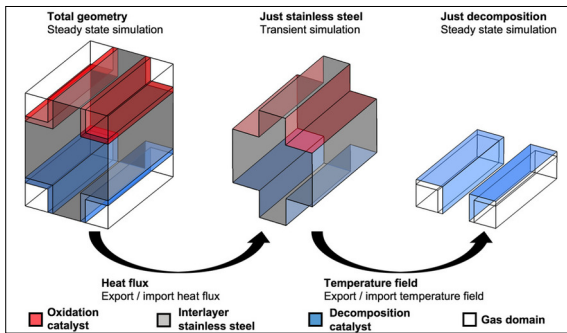 Total geometry
Steady state simulation
Just stainless steel
Transient simulation
Just decomposition
Steady state simulation
Heat flux
Export / import heat flux
Temperature field
Export / import temperature field
Oxidation
catalyst
Interlayer
stainless steel
Decomposition
catalyst
Gas domain